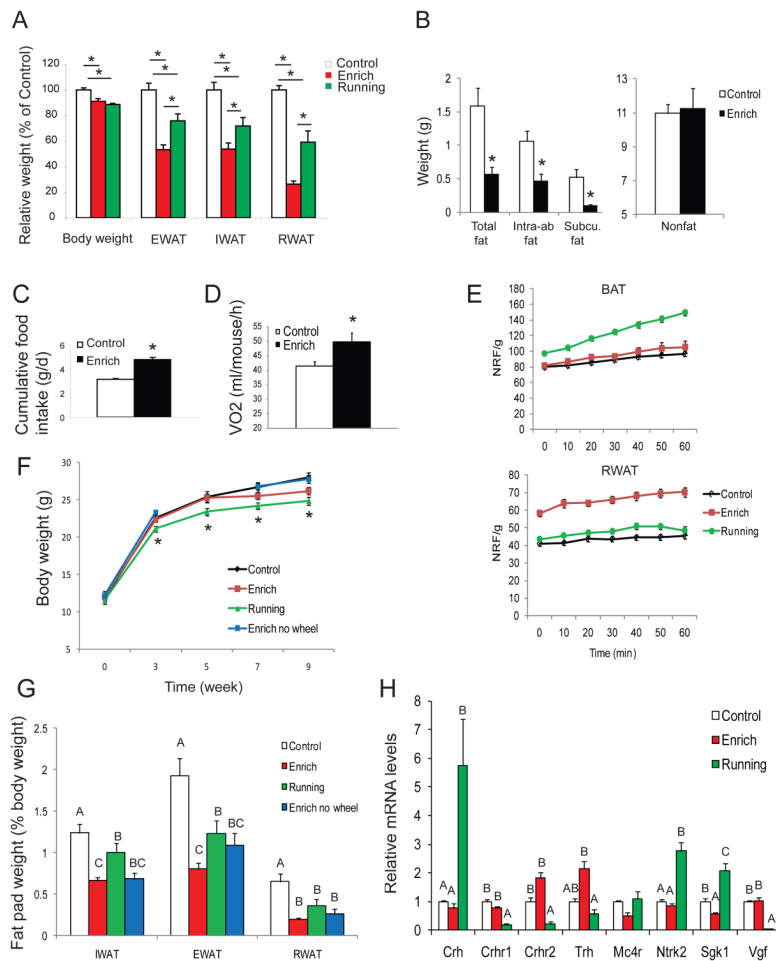 A
Relative weight (% of Control)
120
100
80
60
40
20
0
* * * * * * * * * * *
Control
Enrich
Running
Body weight EWAT IWAT RWAT
B
Weight (g)
2
1.5
1
0.5
0
* * *
Total fat
Intra-ab fat
Subcu. fat
13
11
9
7
5
Control
Enrich
Nonfat
C
Cumulative food intake (g/d)
6
4
2
0
Control
Enrich
*
D
VO2 (ml/mouse/h)
50
45
40
35
30
25
20
Control
Enrich
*
E
BAT
NRF/g
180
160
140
120
100
80
60
40
20
0
0 10 20 30 40 50 60
RWAT
NRF/g
80
70
60
50
40
30
20
10
0
0 10 20 30 40 50 60
Time (min)
Control
Enrich
Running
F
Body weight (g)
30
25
20
15
10
5
* * * *
Control
Enrich
Running
Enrich no wheel
0 3 5 7 9
Time (week)
G
Fat pad weight (% body weight)
2.5
2
1.5
1
0.5
0
A C B BC
A C B BC
A B B B
Control
Enrich
Running
Enrich no wheel
IWAT EWAT RWAT
H
Relative mRNA levels
8
7
6
5
4
3
2
1
0
A A B
B B A
B B A
AB B A
A A B
B A C
B B A
Control
Enrich
Running
Crh Crhr1 Crhr2 Trh Mc4r Ntrk2 Sgk1 Vgf